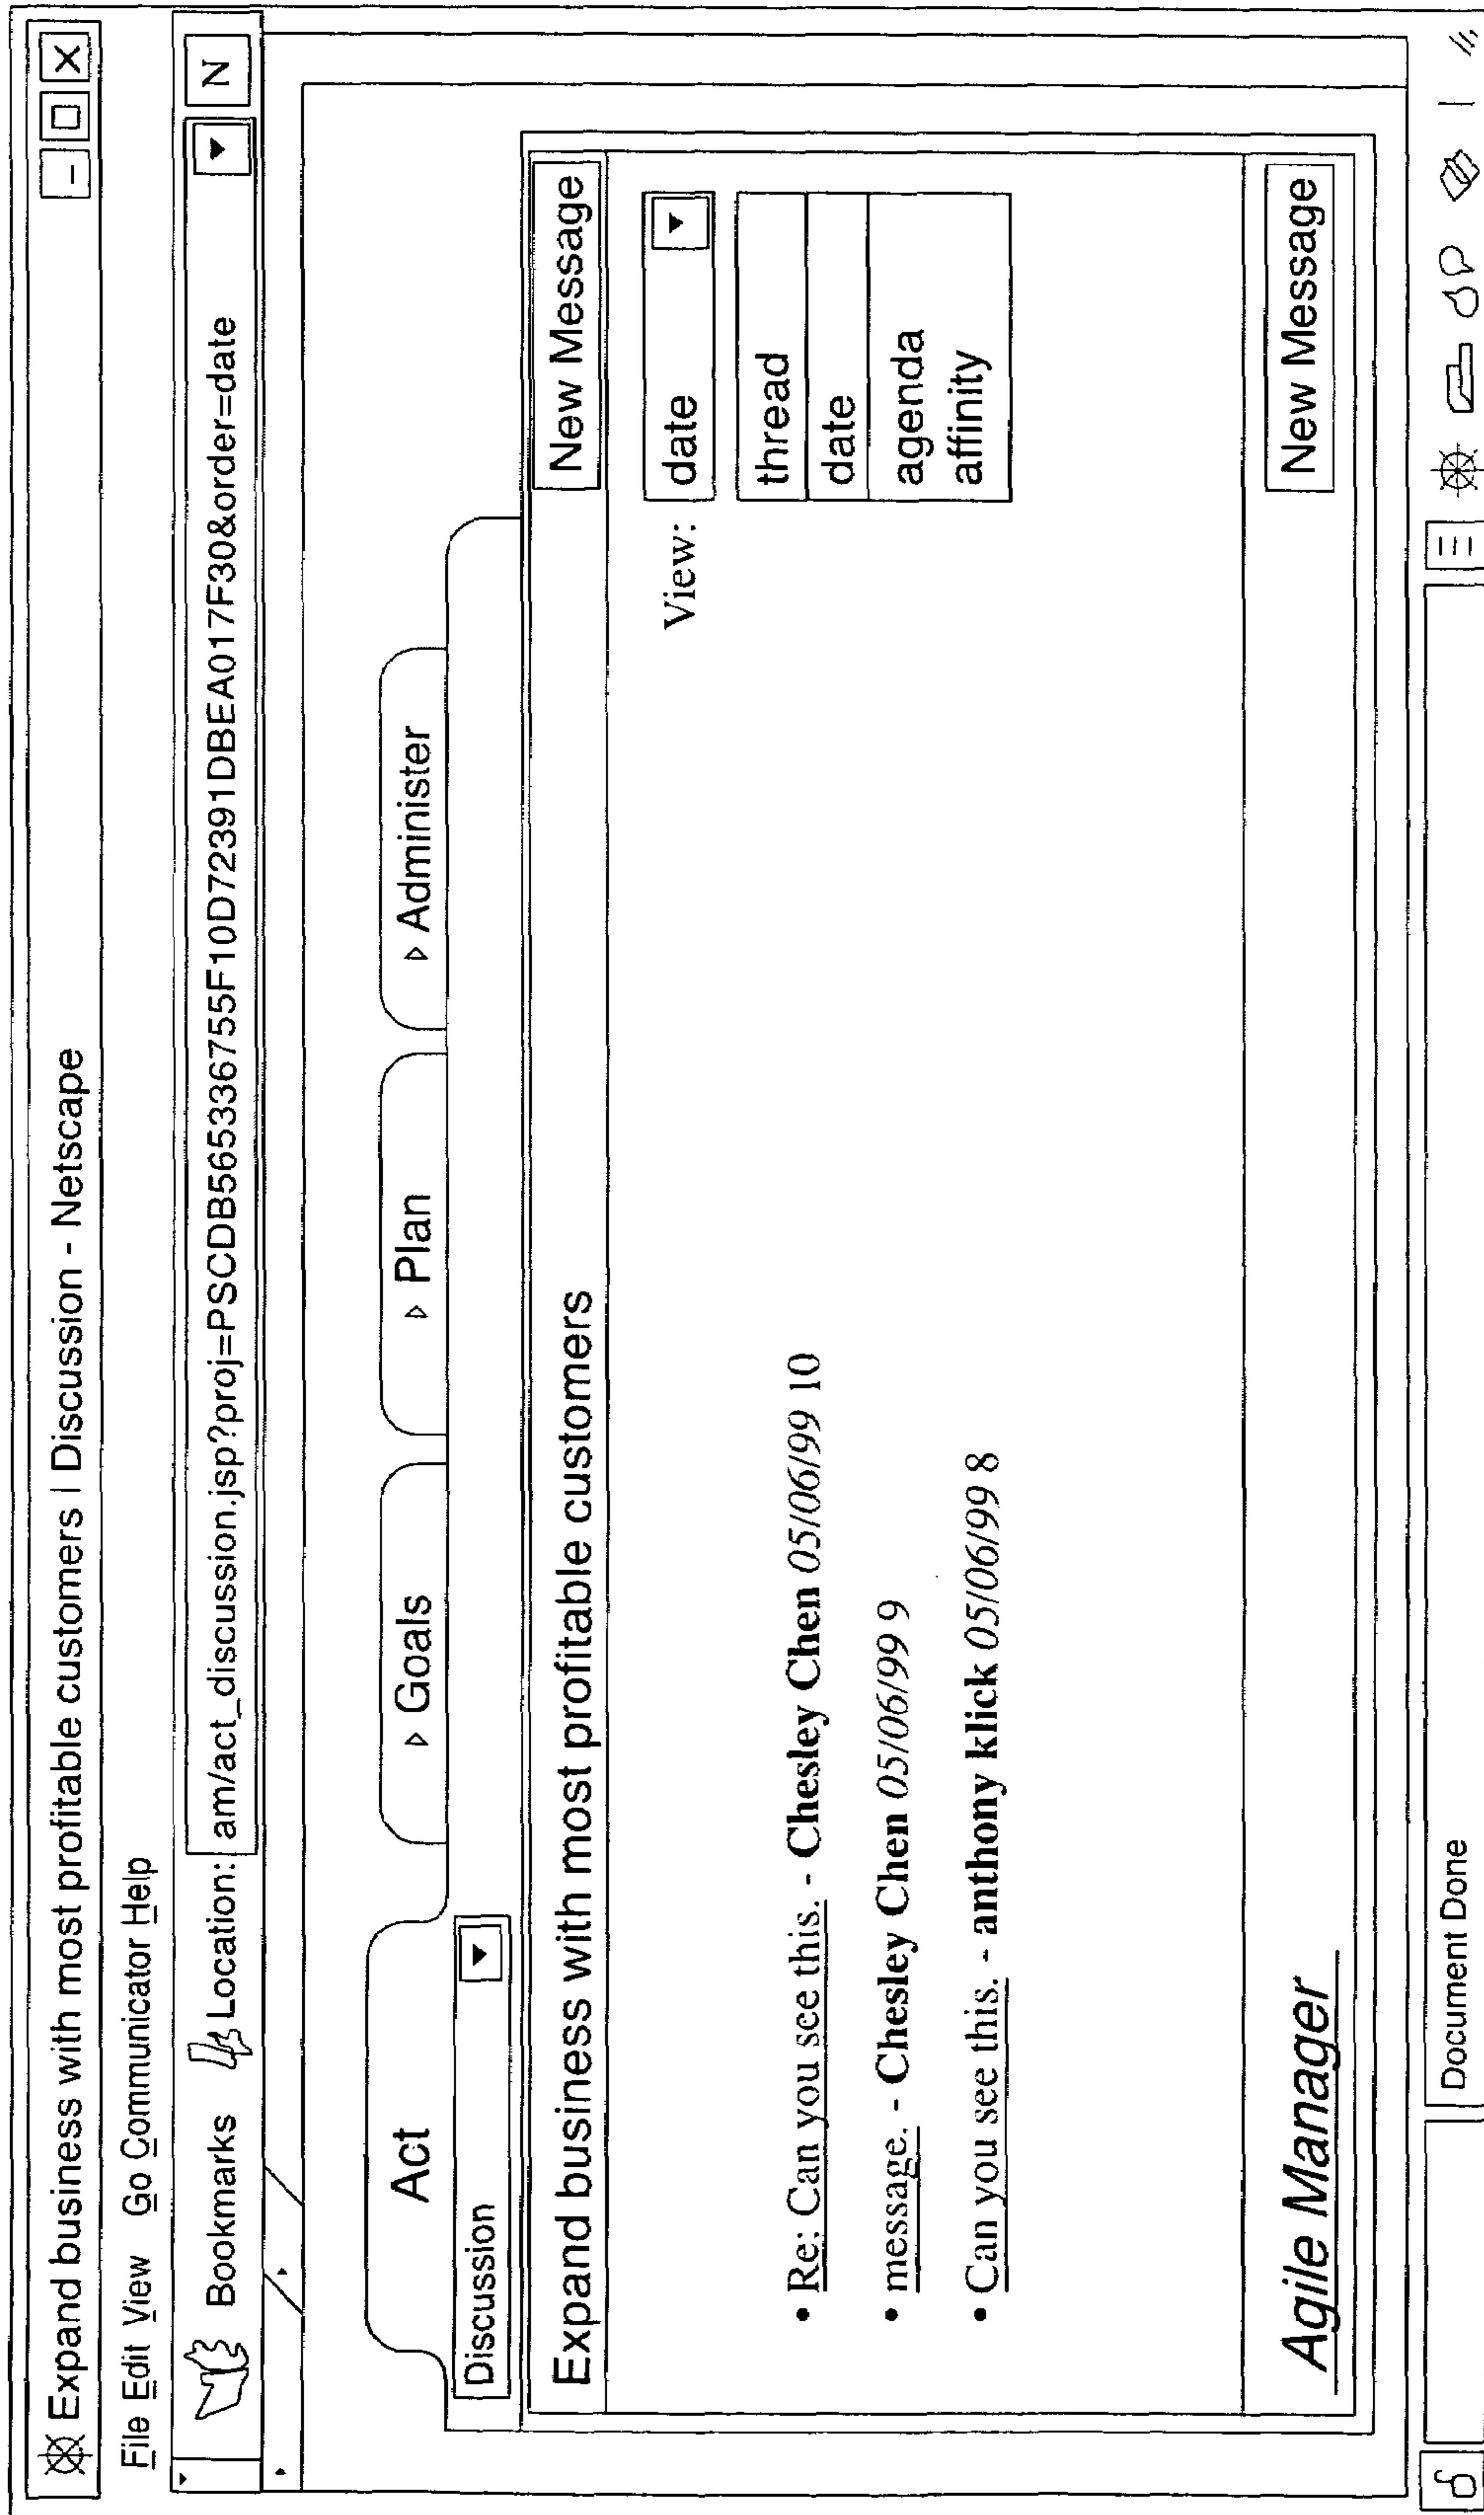 Expand business with most profitable customers | Discussion - Netscape
File Edit View Go Communicator Help
Bookmarks Location: am/act_discussion.jsp?proj=PSCDB565336755F10D72391DBEA017F30&order=date N
Act ▹ Goals ▹ Plan ▹ Administer
Discussion
Expand business with most profitable customers New Message
View: date
thread
date
agenda
affinity
• Re: Can you see this. - Chesley Chen 05/06/99 10
• message. - Chesley Chen 05/06/99 9
• Can you see this. - anthony klick 05/06/99 8
Agile Manager New Message
Document Done